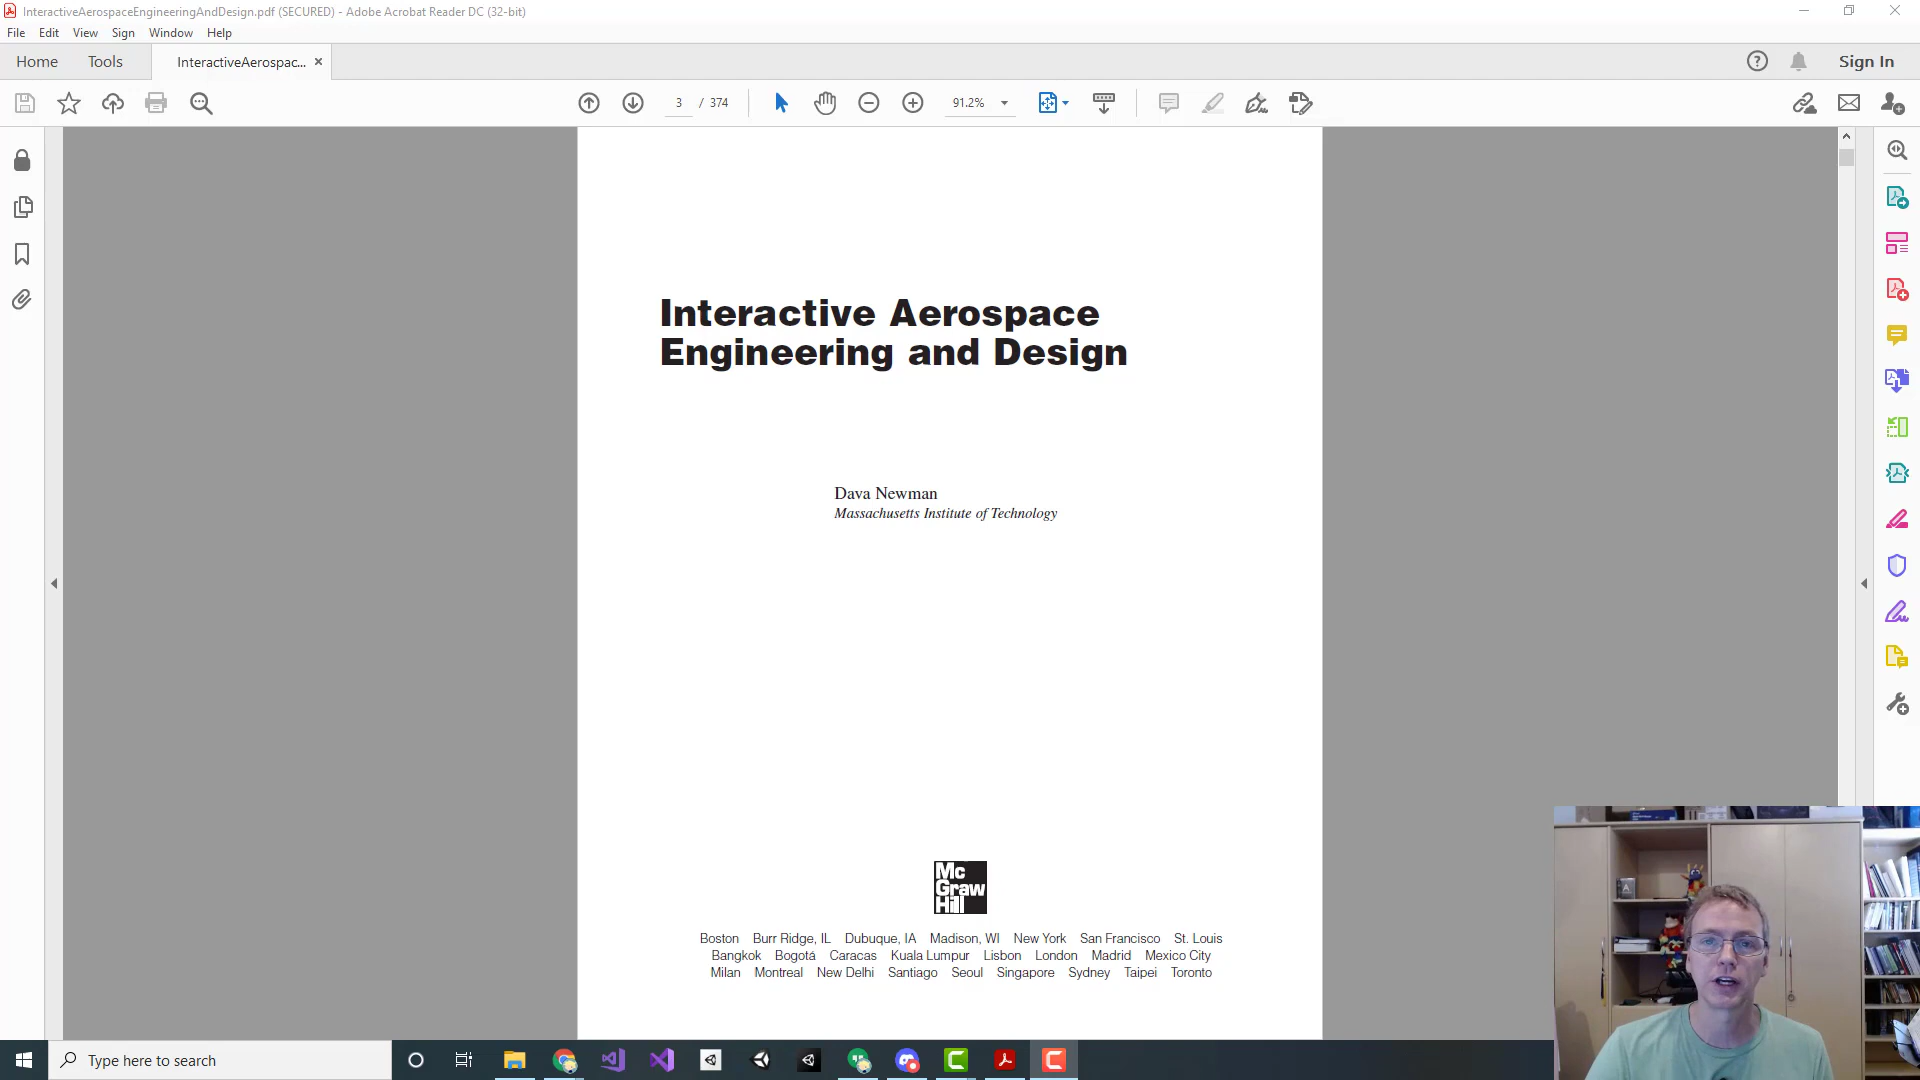 InteractiveAerospaceEngineeringAndDesign.pdf (SECURED) - Adobe Acrobat Reader DC (32-bit)
File Edit View Sign Window Help
Home Tools InteractiveAerospac... × Sign In
3 / 374 91.2%
Interactive Aerospace
Engineering and Design
Dava Newman
Massachusetts Institute of Technology
Mc
Graw
Hill
Boston Burr Ridge, IL Dubuque, IA Madison, WI New York San Francisco St. Louis
Bangkok Bogotá Caracas Kuala Lumpur Lisbon London Madrid Mexico City
Milan Montreal New Delhi Santiago Seoul Singapore Sydney Taipei Toronto
Type here to search